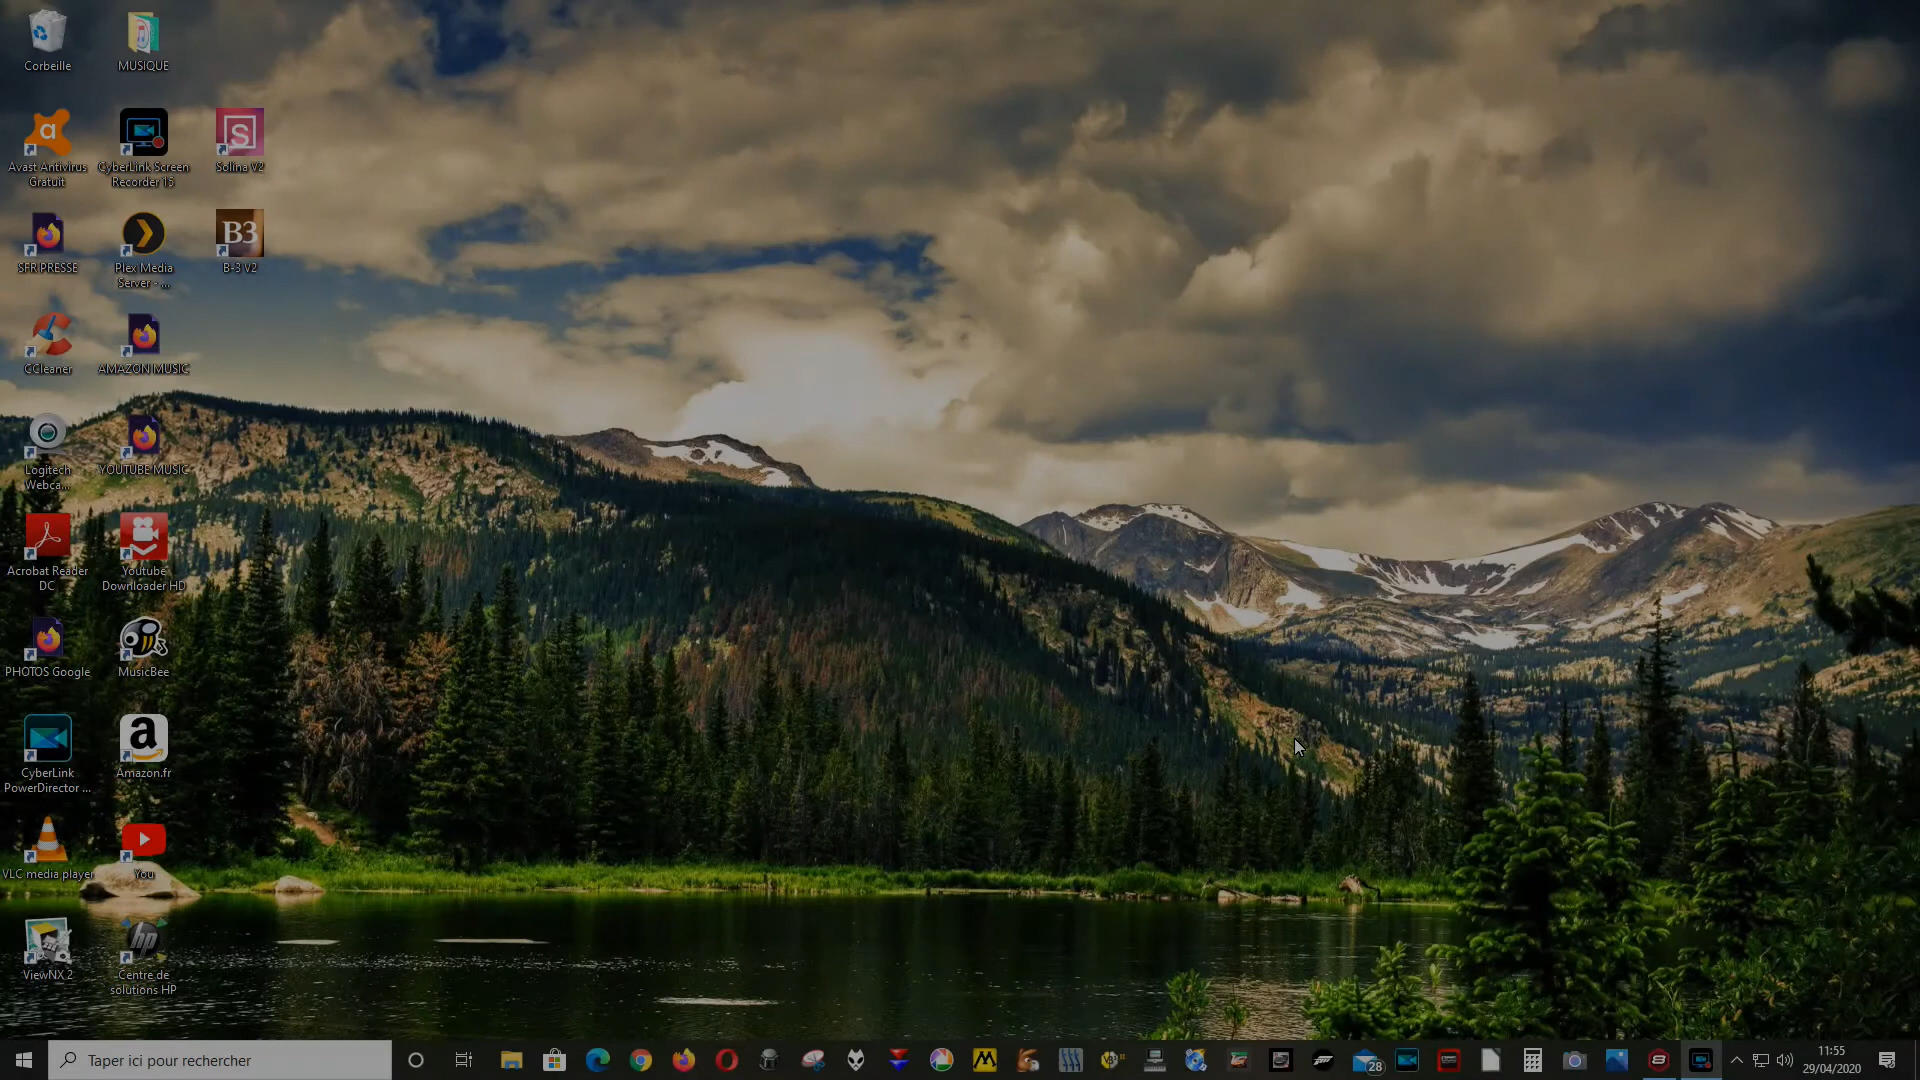 Corbeille
MUSIQUE
Avast Antivirus
Gratuit
CyberLink Screen
Recorder 15
S
Solina V2
SFR PRESSE
Plex Media
Server - ...
B3
B-3 V2
CCleaner
AMAZON MUSIC
Logitech
Webca...
YOUTUBE MUSIC
Acrobat Reader
DC
Youtube
Downloader HD
PHOTOS Google
MusicBee
CyberLink
PowerDirector ...
a
Amazon.fr
VLC media player
You
ViewNX 2
hp
Centre de
solutions HP
Taper ici pour rechercher
28
11:55
29/04/2020